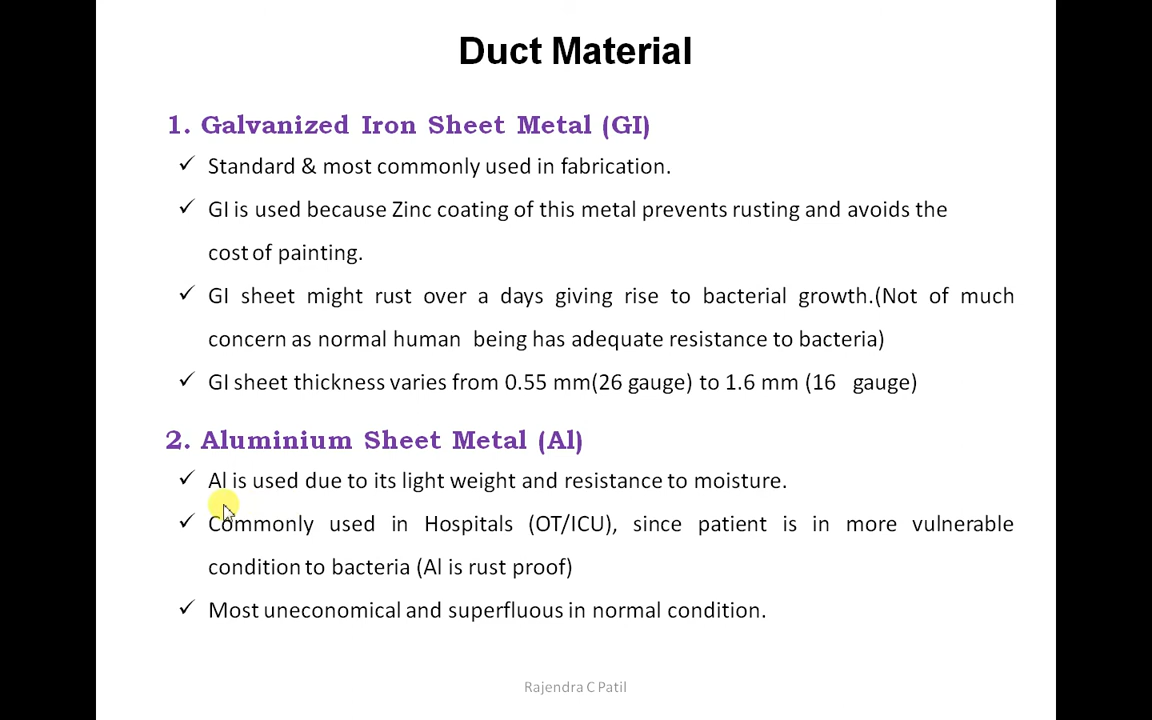 Duct Material
1. Galvanized Iron Sheet Metal (GI)
✓ Standard & most commonly used in fabrication.
✓ GI is used because Zinc coating of this metal prevents rusting and avoids the
cost of painting.
✓ GI sheet might rust over a days giving rise to bacterial growth.(Not of much
concern as normal human being has adequate resistance to bacteria)
✓ GI sheet thickness varies from 0.55 mm(26 gauge) to 1.6 mm (16 gauge)
2. Aluminium Sheet Metal (Al)
✓ Al is used due to its light weight and resistance to moisture.
✓ Commonly used in Hospitals (OT/ICU), since patient is in more vulnerable
condition to bacteria (Al is rust proof)
✓ Most uneconomical and superfluous in normal condition.
Rajendra C Patil